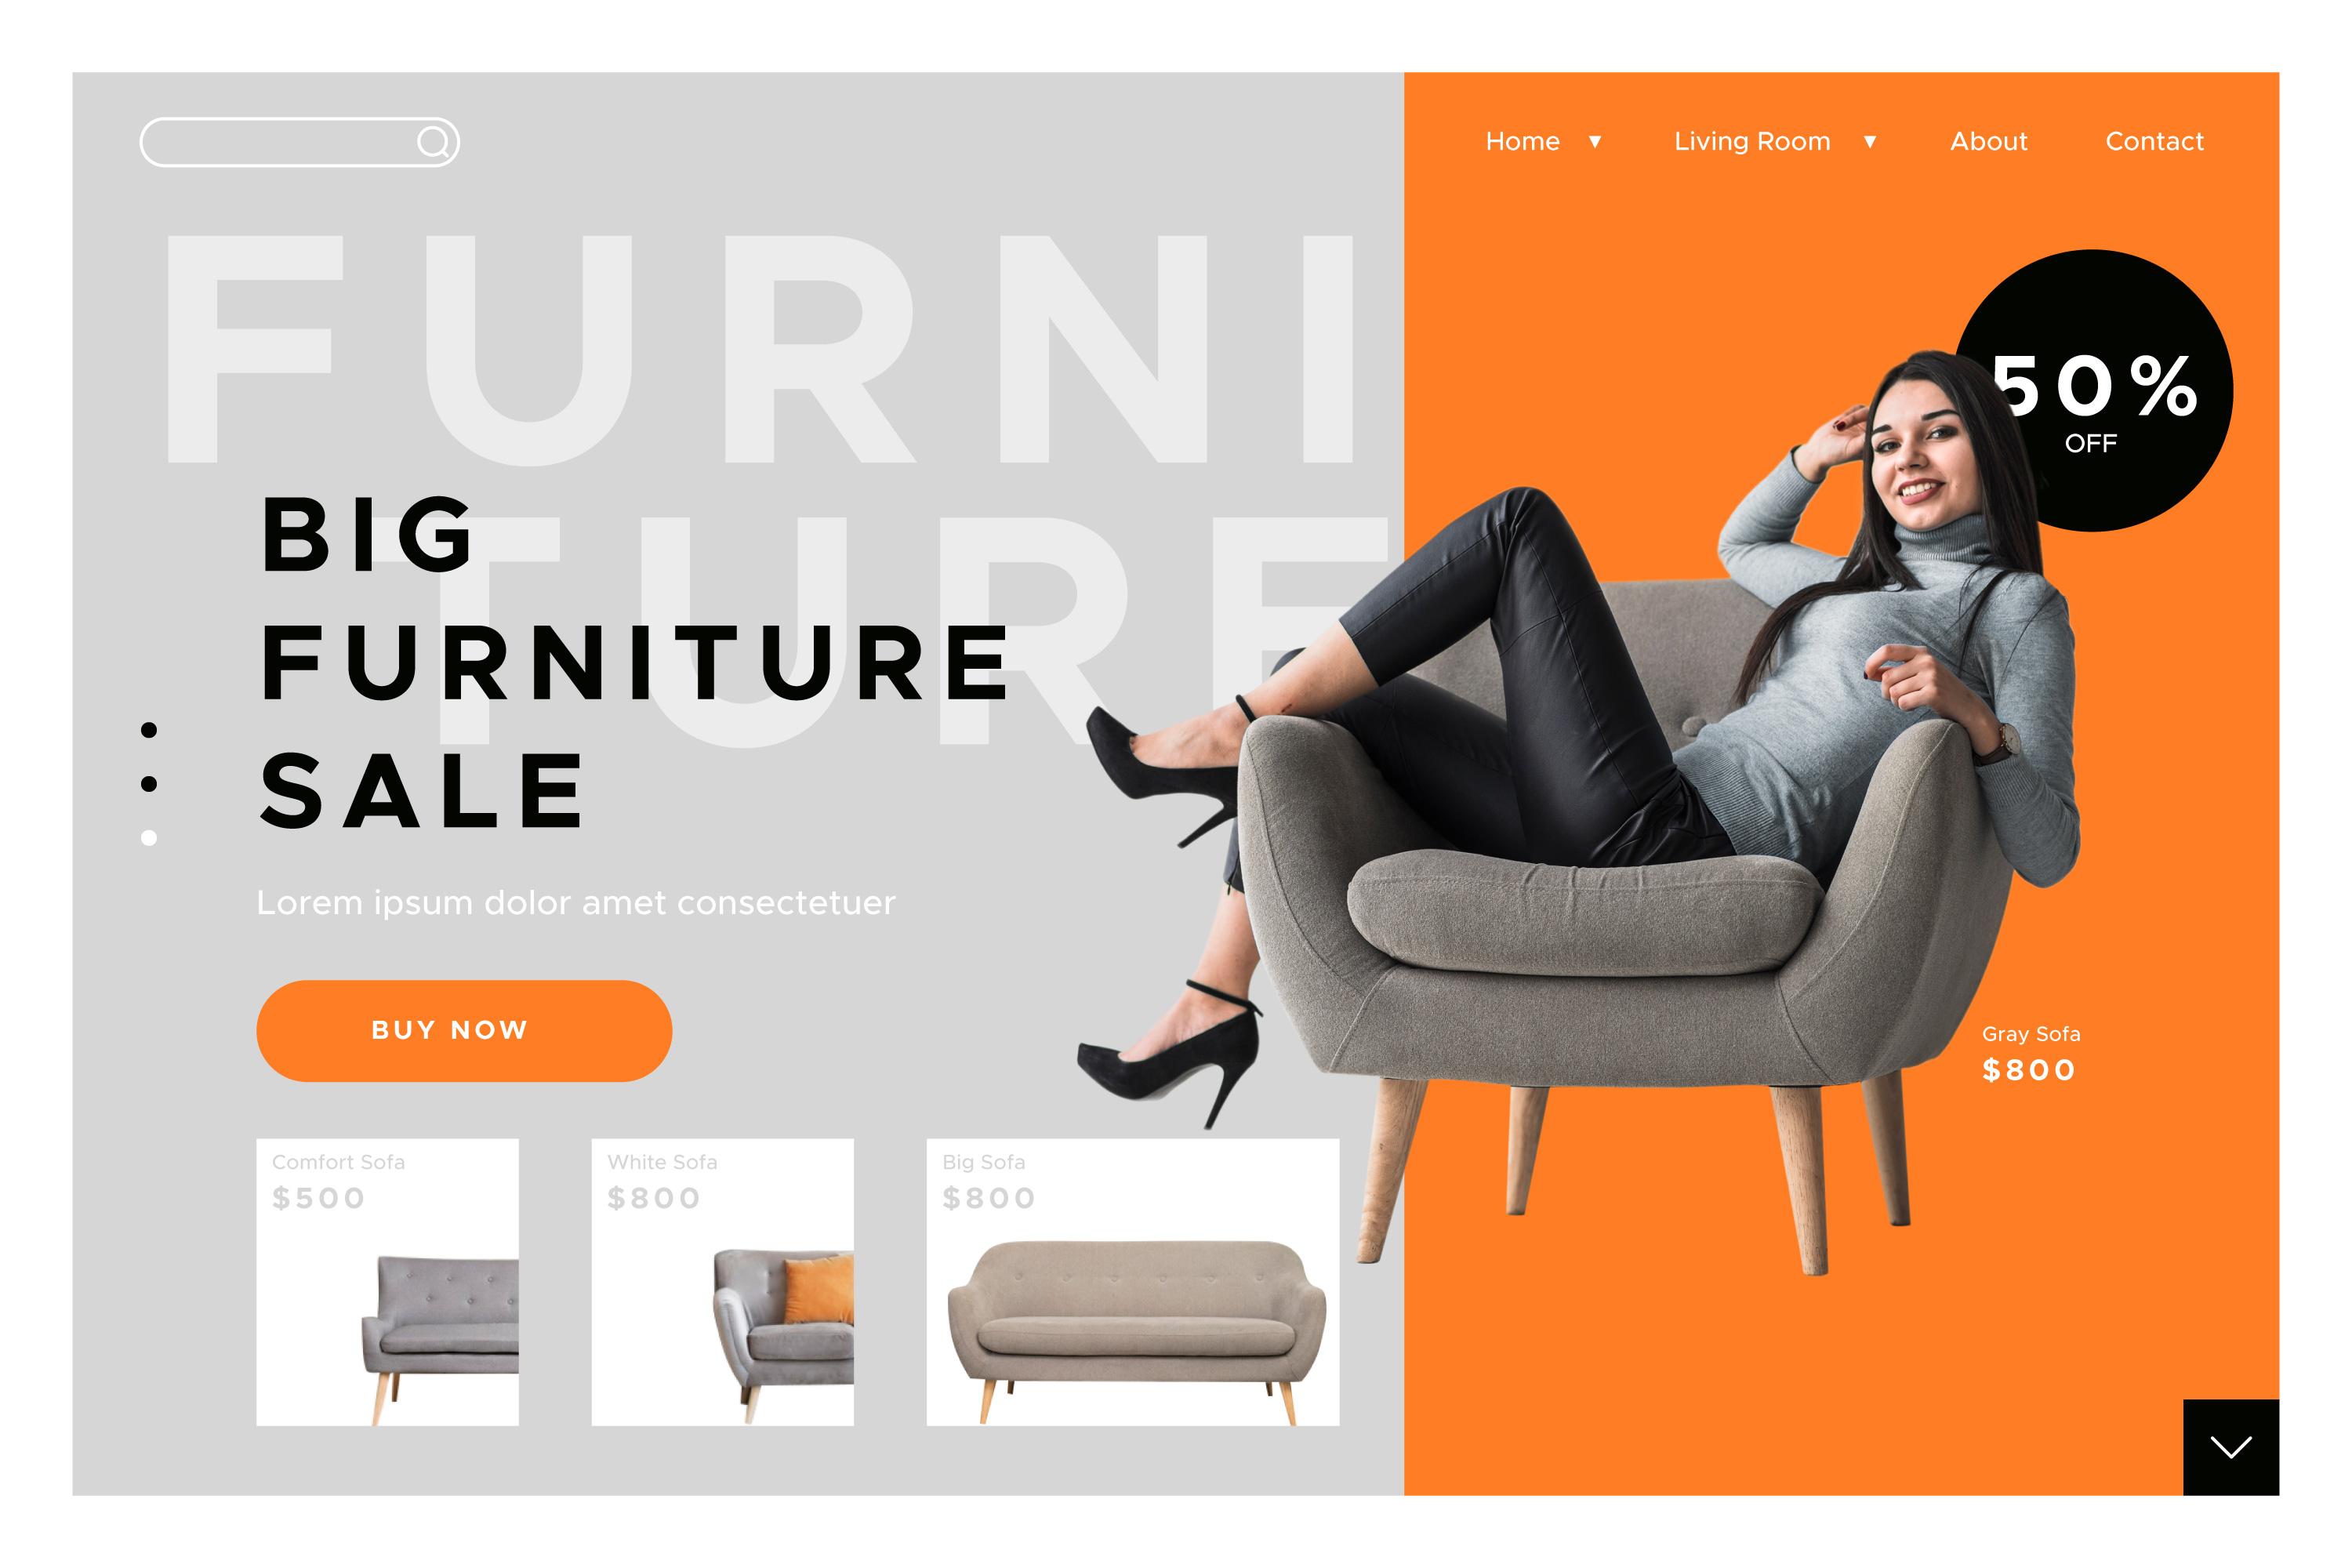 Home ▼ Living Room ▼ About Contact
FURNI
TURE
50%
OFF
BIG
FURNITURE
SALE
Lorem ipsum dolor amet consectetuer
BUY NOW
Gray Sofa
$800
Comfort Sofa
$500
White Sofa
$800
Big Sofa
$800